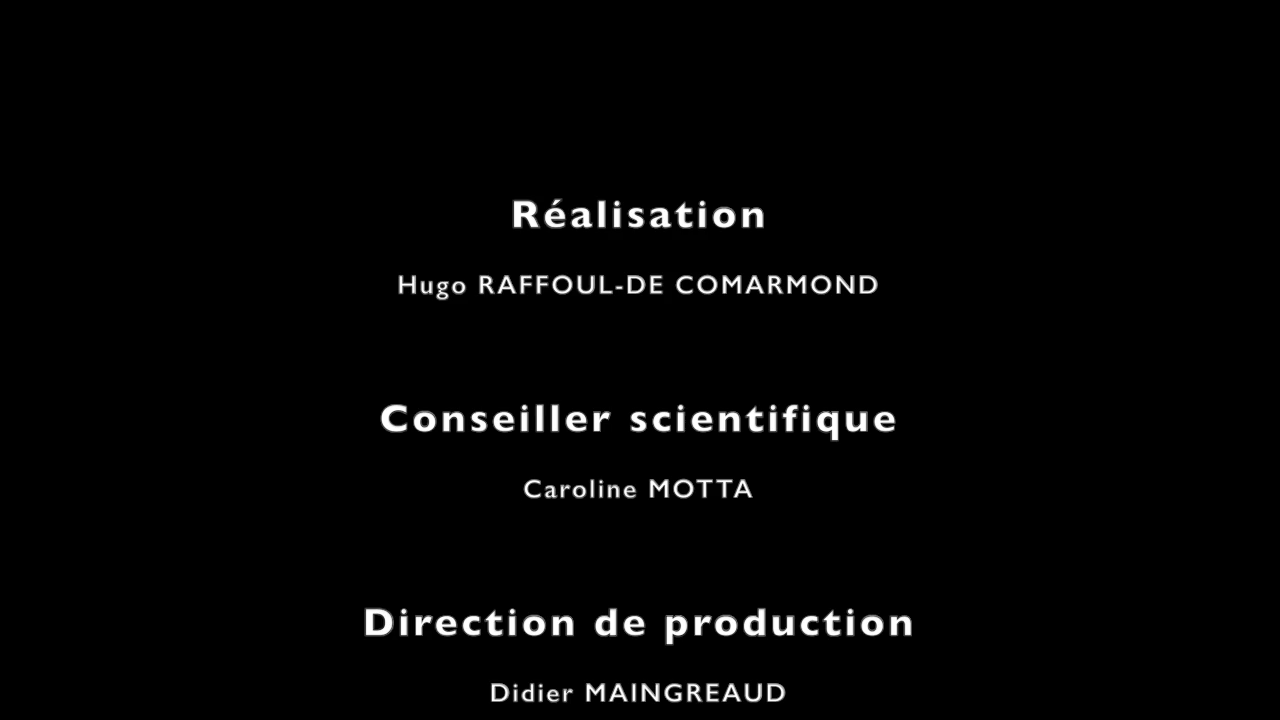 Réalisation
Hugo RAFFOUL-DE COMARMOND
Conseiller scientifique
Caroline MOTTA
Direction de production
Didier MAINGREAUD